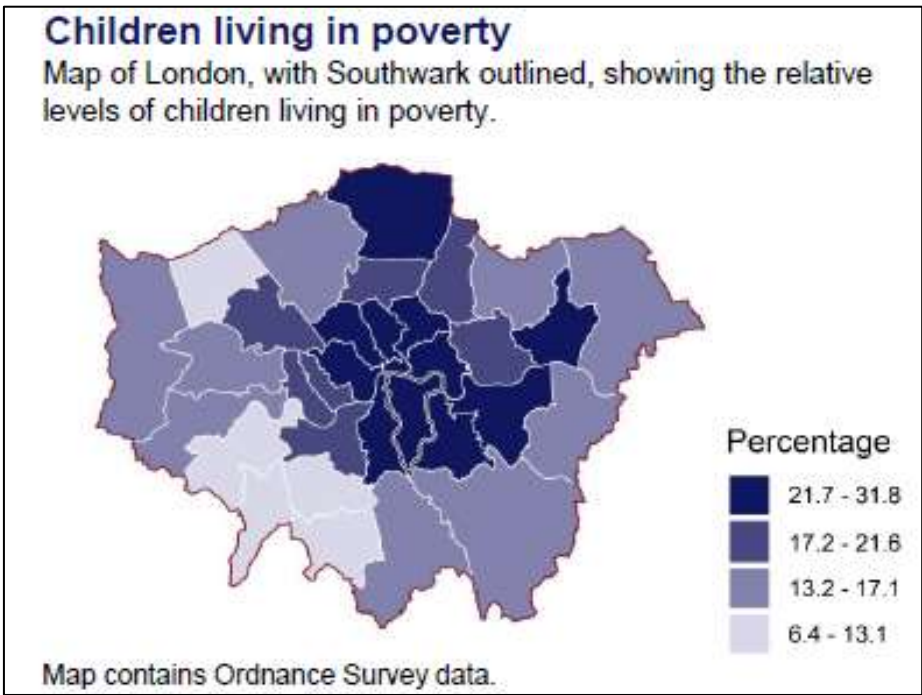 Children living in poverty
Map of London, with Southwark outlined, showing the relative
levels of children living in poverty.
Percentage
21.7 - 31.8
17.2 - 21.6
13.2 - 17.1
6.4 - 13.1
Map contains Ordnance Survey data.